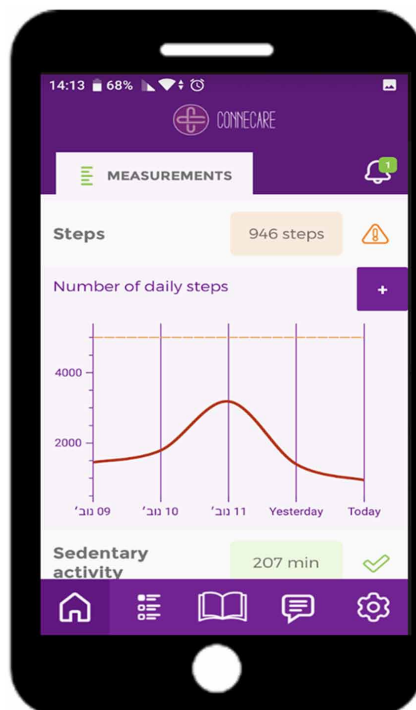 14:13 68%
CONNECARE
MEASUREMENTS
1
Steps 946 steps
Number of daily steps +
4000
2000
09 נוב׳ 10 נוב׳ 11 נוב׳ Yesterday Today
Sedentary
activity 207 min